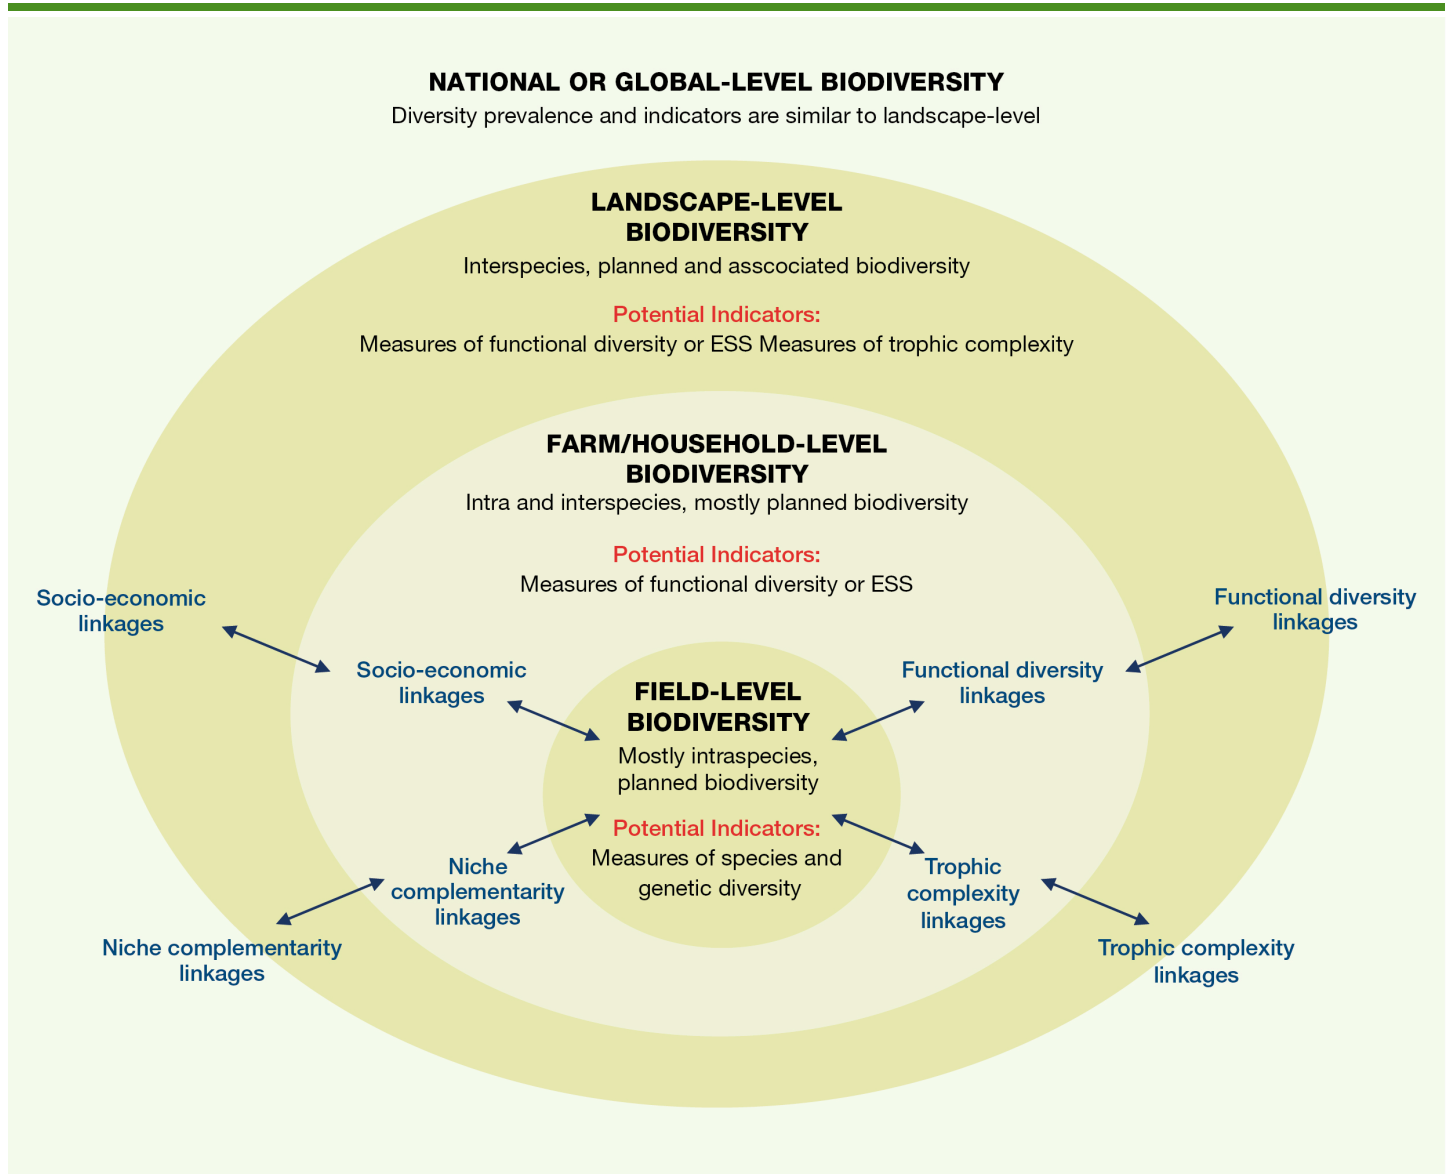 NATIONAL OR GLOBAL-LEVEL BIODIVERSITY
Diversity prevalence and indicators are similar to landscape-level
LANDSCAPE-LEVEL
BIODIVERSITY
Interspecies, planned and asscociated biodiversity
Potential Indicators:
Measures of functional diversity or ESS Measures of trophic complexity
FARM/HOUSEHOLD-LEVEL
BIODIVERSITY
Intra and interspecies, mostly planned biodiversity
Potential Indicators:
Measures of functional diversity or ESS
Socio-economic
linkages
Functional diversity
linkages
Socio-economic
linkages
Functional diversity
linkages
FIELD-LEVEL
BIODIVERSITY
Mostly intraspecies,
planned biodiversity
Potential Indicators:
Measures of species and
genetic diversity
Niche
complementarity
linkages
Trophic
complexity
linkages
Niche complementarity
linkages
Trophic complexity
linkages